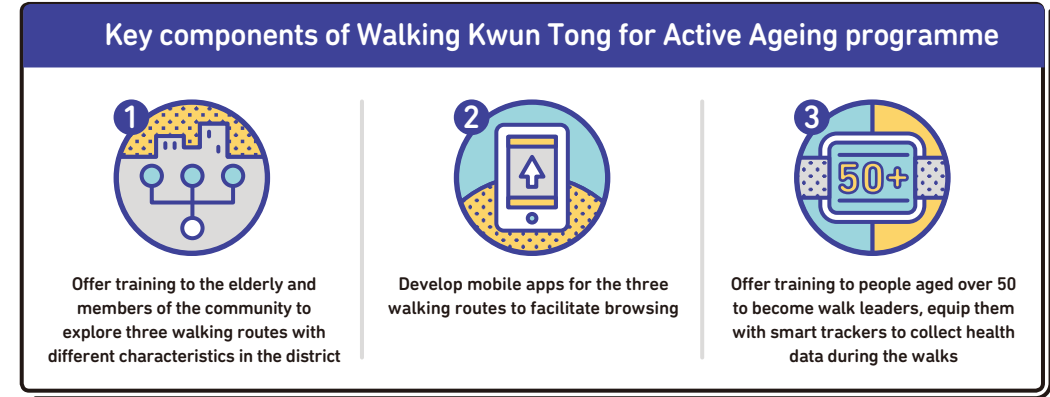 Key components of Walking Kwun Tong for Active Ageing programme
1
Offer training to the elderly and
members of the community to
explore three walking routes with
different characteristics in the district
2
Develop mobile apps for the three
walking routes to facilitate browsing
3
50+
Offer training to people aged over 50
to become walk leaders, equip them
with smart trackers to collect health
data during the walks